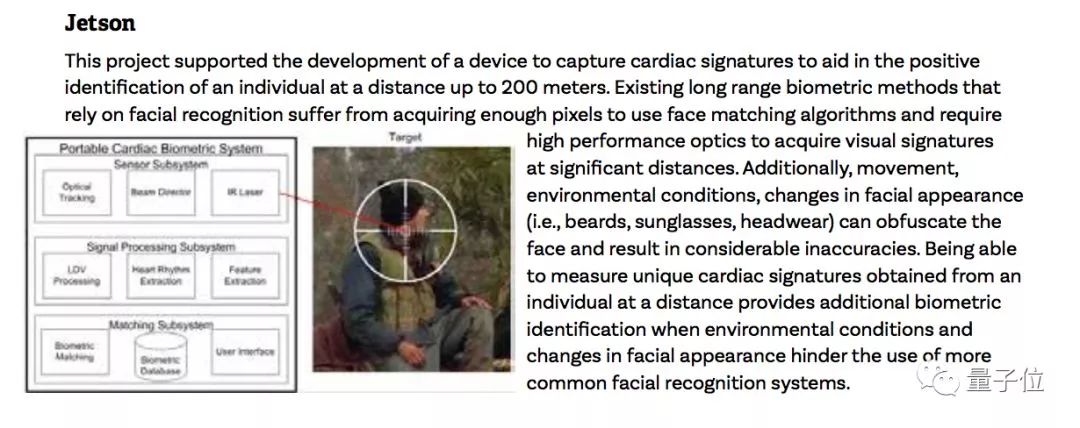 Jetson
This project supported the development of a device to capture cardiac signatures to aid in the positive
identification of an individual at a distance up to 200 meters. Existing long range biometric methods that
rely on facial recognition suffer from acquiring enough pixels to use face matching algorithms and require
high performance optics to acquire visual signatures
at significant distances. Additionally, movement,
environmental conditions, changes in facial appearance
(i.e., beards, sunglasses, headwear) can obfuscate the
face and result in considerable inaccuracies. Being able
to measure unique cardiac signatures obtained from an
individual at a distance provides additional biometric
identification when environmental conditions and
changes in facial appearance hinder the use of more
common facial recognition systems.
Portable Cardiac Biometric System
Sensor Subsystem
Optical
Tracking
Beam Director
IR Laser
Signal Processing Subsystem
LDV
Processing
Heart Rhythm
Extraction
Feature
Extraction
Matching Subsystem
Biometric
Matching
Biometric
Database
User Interface
Target
量子位